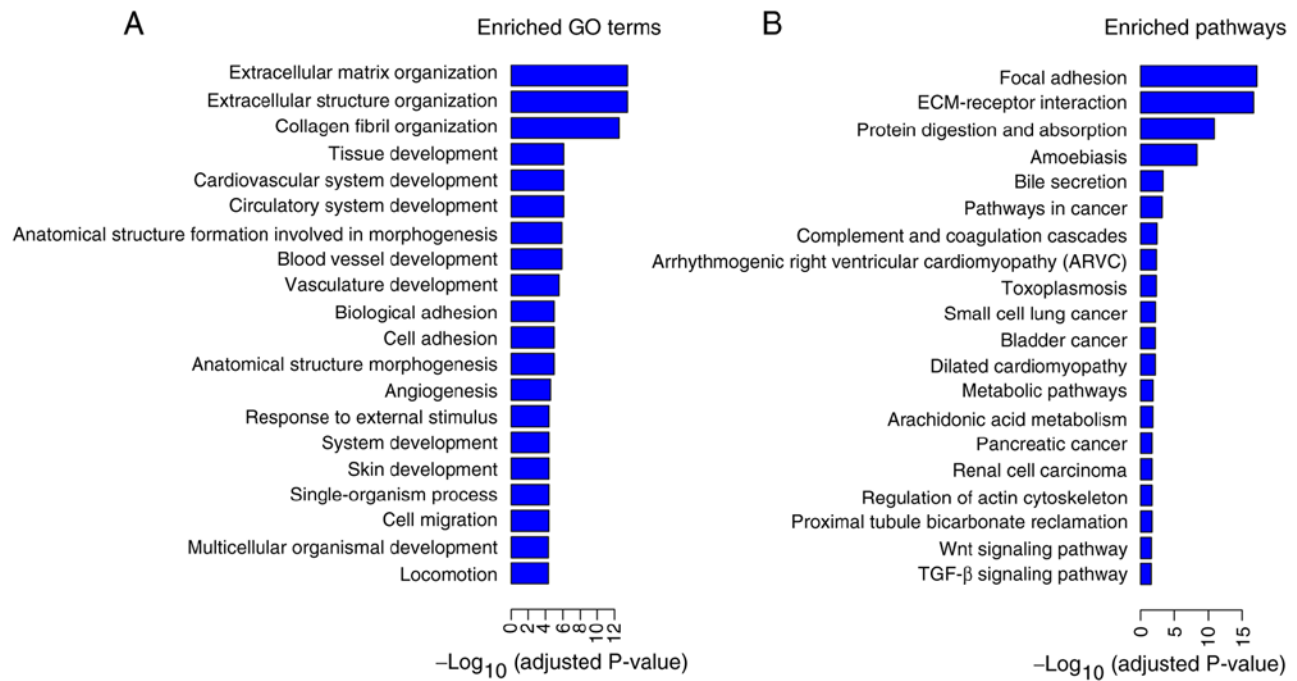 A
Enriched GO terms
Extracellular matrix organization
Extracellular structure organization
Collagen fibril organization
Tissue development
Cardiovascular system development
Circulatory system development
Anatomical structure formation involved in morphogenesis
Blood vessel development
Vasculature development
Biological adhesion
Cell adhesion
Anatomical structure morphogenesis
Angiogenesis
Response to external stimulus
System development
Skin development
Single-organism process
Cell migration
Multicellular organismal development
Locomotion
0 2 4 6 8 10 12
−Log10 (adjusted P-value)
B
Enriched pathways
Focal adhesion
ECM-receptor interaction
Protein digestion and absorption
Amoebiasis
Bile secretion
Pathways in cancer
Complement and coagulation cascades
Arrhythmogenic right ventricular cardiomyopathy (ARVC)
Toxoplasmosis
Small cell lung cancer
Bladder cancer
Dilated cardiomyopathy
Metabolic pathways
Arachidonic acid metabolism
Pancreatic cancer
Renal cell carcinoma
Regulation of actin cytoskeleton
Proximal tubule bicarbonate reclamation
Wnt signaling pathway
TGF-β signaling pathway
0 5 10 15
−Log10 (adjusted P-value)